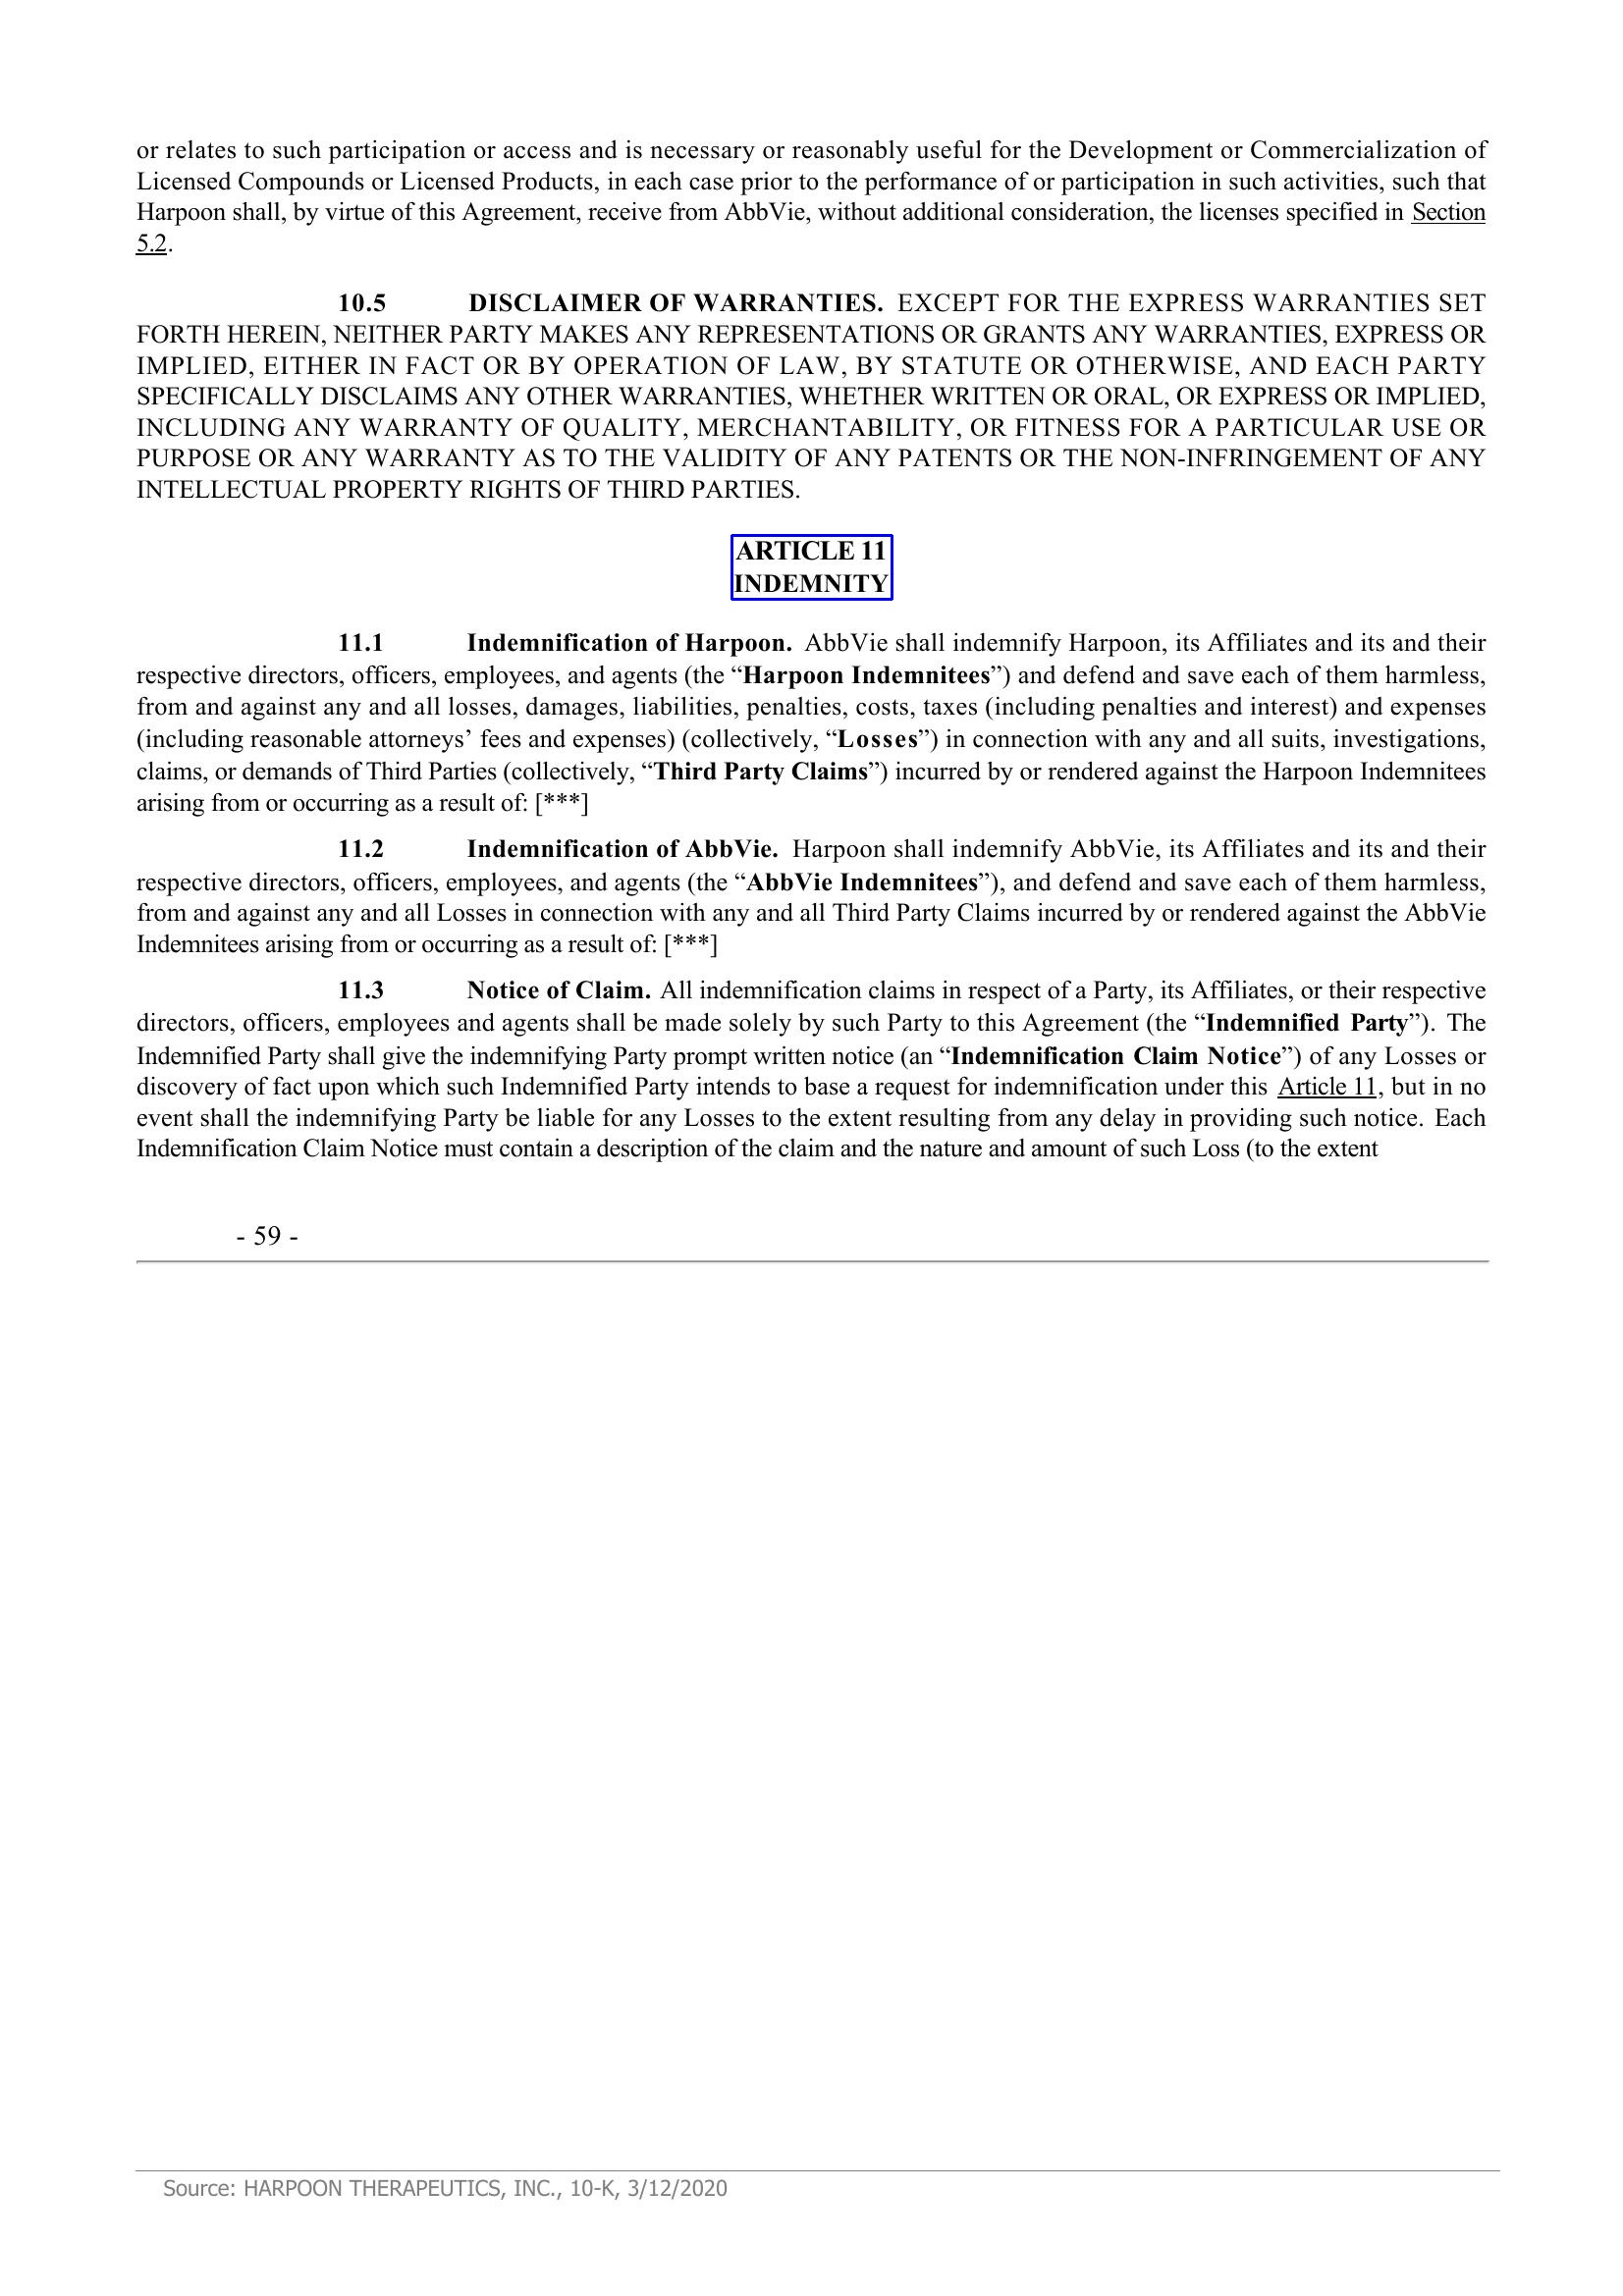 or relates to such participation or access and is necessary or reasonably useful for the Development or Commercialization of
Licensed Compounds or Licensed Products, in each case prior to the performance of or participation in such activities, such that
Harpoon shall, by virtue of this Agreement, receive from AbbVie, without additional consideration, the licenses specified in Section
5.2.
10.5 DISCLAIMER OF WARRANTIES. EXCEPT FOR THE EXPRESS WARRANTIES SET
FORTH HEREIN, NEITHER PARTY MAKES ANY REPRESENTATIONS OR GRANTS ANY WARRANTIES, EXPRESS OR
IMPLIED, EITHER IN FACT OR BY OPERATION OF LAW, BY STATUTE OR OTHERWISE, AND EACH PARTY
SPECIFICALLY DISCLAIMS ANY OTHER WARRANTIES, WHETHER WRITTEN OR ORAL, OR EXPRESS OR IMPLIED,
INCLUDING ANY WARRANTY OF QUALITY, MERCHANTABILITY, OR FITNESS FOR A PARTICULAR USE OR
PURPOSE OR ANY WARRANTY AS TO THE VALIDITY OF ANY PATENTS OR THE NON-INFRINGEMENT OF ANY
INTELLECTUAL PROPERTY RIGHTS OF THIRD PARTIES.
ARTICLE 11
INDEMNITY
11.1 Indemnification of Harpoon. AbbVie shall indemnify Harpoon, its Affiliates and its and their
respective directors, officers, employees, and agents (the “Harpoon Indemnitees”) and defend and save each of them harmless,
from and against any and all losses, damages, liabilities, penalties, costs, taxes (including penalties and interest) and expenses
(including reasonable attorneys’ fees and expenses) (collectively, “Losses”) in connection with any and all suits, investigations,
claims, or demands of Third Parties (collectively, “Third Party Claims”) incurred by or rendered against the Harpoon Indemnitees
arising from or occurring as a result of: [***]
11.2 Indemnification of AbbVie. Harpoon shall indemnify AbbVie, its Affiliates and its and their
respective directors, officers, employees, and agents (the “AbbVie Indemnitees”), and defend and save each of them harmless,
from and against any and all Losses in connection with any and all Third Party Claims incurred by or rendered against the AbbVie
Indemnitees arising from or occurring as a result of: [***]
11.3 Notice of Claim. All indemnification claims in respect of a Party, its Affiliates, or their respective
directors, officers, employees and agents shall be made solely by such Party to this Agreement (the “Indemnified Party”). The
Indemnified Party shall give the indemnifying Party prompt written notice (an “Indemnification Claim Notice”) of any Losses or
discovery of fact upon which such Indemnified Party intends to base a request for indemnification under this Article 11, but in no
event shall the indemnifying Party be liable for any Losses to the extent resulting from any delay in providing such notice. Each
Indemnification Claim Notice must contain a description of the claim and the nature and amount of such Loss (to the extent
- 59 -
Source: HARPOON THERAPEUTICS, INC., 10-K, 3/12/2020